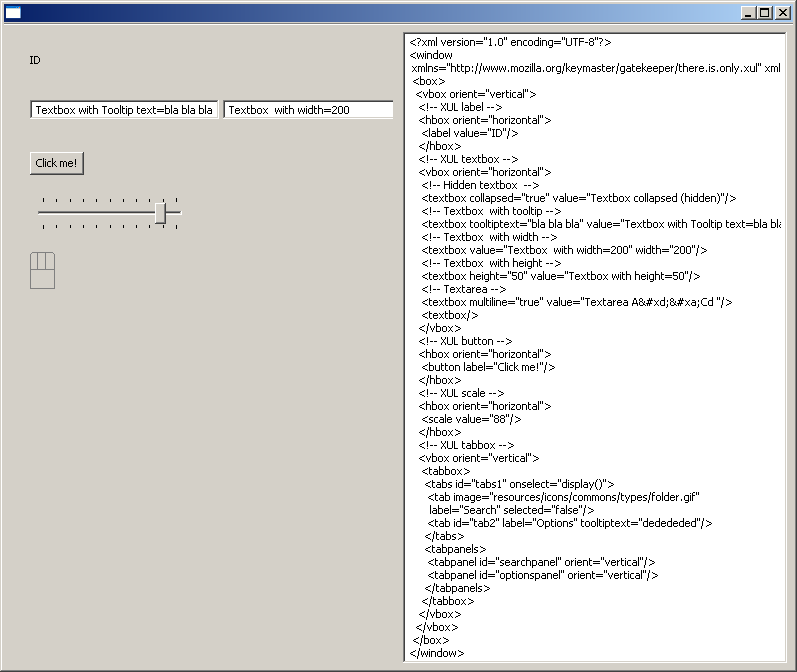 ID
Textbox with Tooltip text=bla bla bla
Textbox  with width=200
Click me!
<?xml version="1.0" encoding="UTF-8"?>
<window
xmlns="http://www.mozilla.org/keymaster/gatekeeper/there.is.only.xul" xml
<box>
<vbox orient="vertical">
<!-- XUL label -->
<hbox orient="horizontal">
<label value="ID"/>
</hbox>
<!-- XUL textbox -->
<vbox orient="horizontal">
<!-- Hidden textbox  -->
<textbox collapsed="true" value="Textbox collapsed (hidden)"/>
<!-- Textbox  with tooltip -->
<textbox tooltiptext="bla bla bla" value="Textbox with Tooltip text=bla bla
<!-- Textbox  with width -->
<textbox value="Textbox  with width=200" width="200"/>
<!-- Textbox  with height -->
<textbox height="50" value="Textbox with height=50"/>
<!-- Textarea -->
<textbox multiline="true" value="Textarea A&#xd;&#xa;Cd "/>
<textbox/>
</vbox>
<!-- XUL button -->
<hbox orient="horizontal">
<button label="Click me!"/>
</hbox>
<!-- XUL scale -->
<hbox orient="horizontal">
<scale value="88"/>
</hbox>
<!-- XUL tabbox -->
<vbox orient="vertical">
<tabbox>
<tabs id="tabs1" onselect="display()">
<tab image="resources/icons/commons/types/folder.gif"
label="Search" selected="false"/>
<tab id="tab2" label="Options" tooltiptext="dedededed"/>
</tabs>
<tabpanels>
<tabpanel id="searchpanel" orient="vertical"/>
<tabpanel id="optionspanel" orient="vertical"/>
</tabpanels>
</tabbox>
</vbox>
</vbox>
</box>
</window>